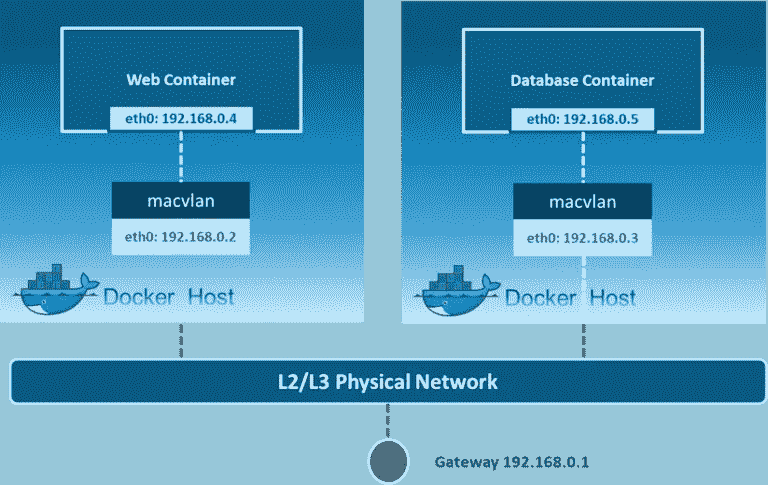 Web Container
eth0: 192.168.0.4
macvlan
eth0: 192.168.0.2
Docker Host
Database Container
eth0: 192.168.0.5
macvlan
eth0: 192.168.0.3
Docker Host
L2/L3 Physical Network
Gateway 192.168.0.1